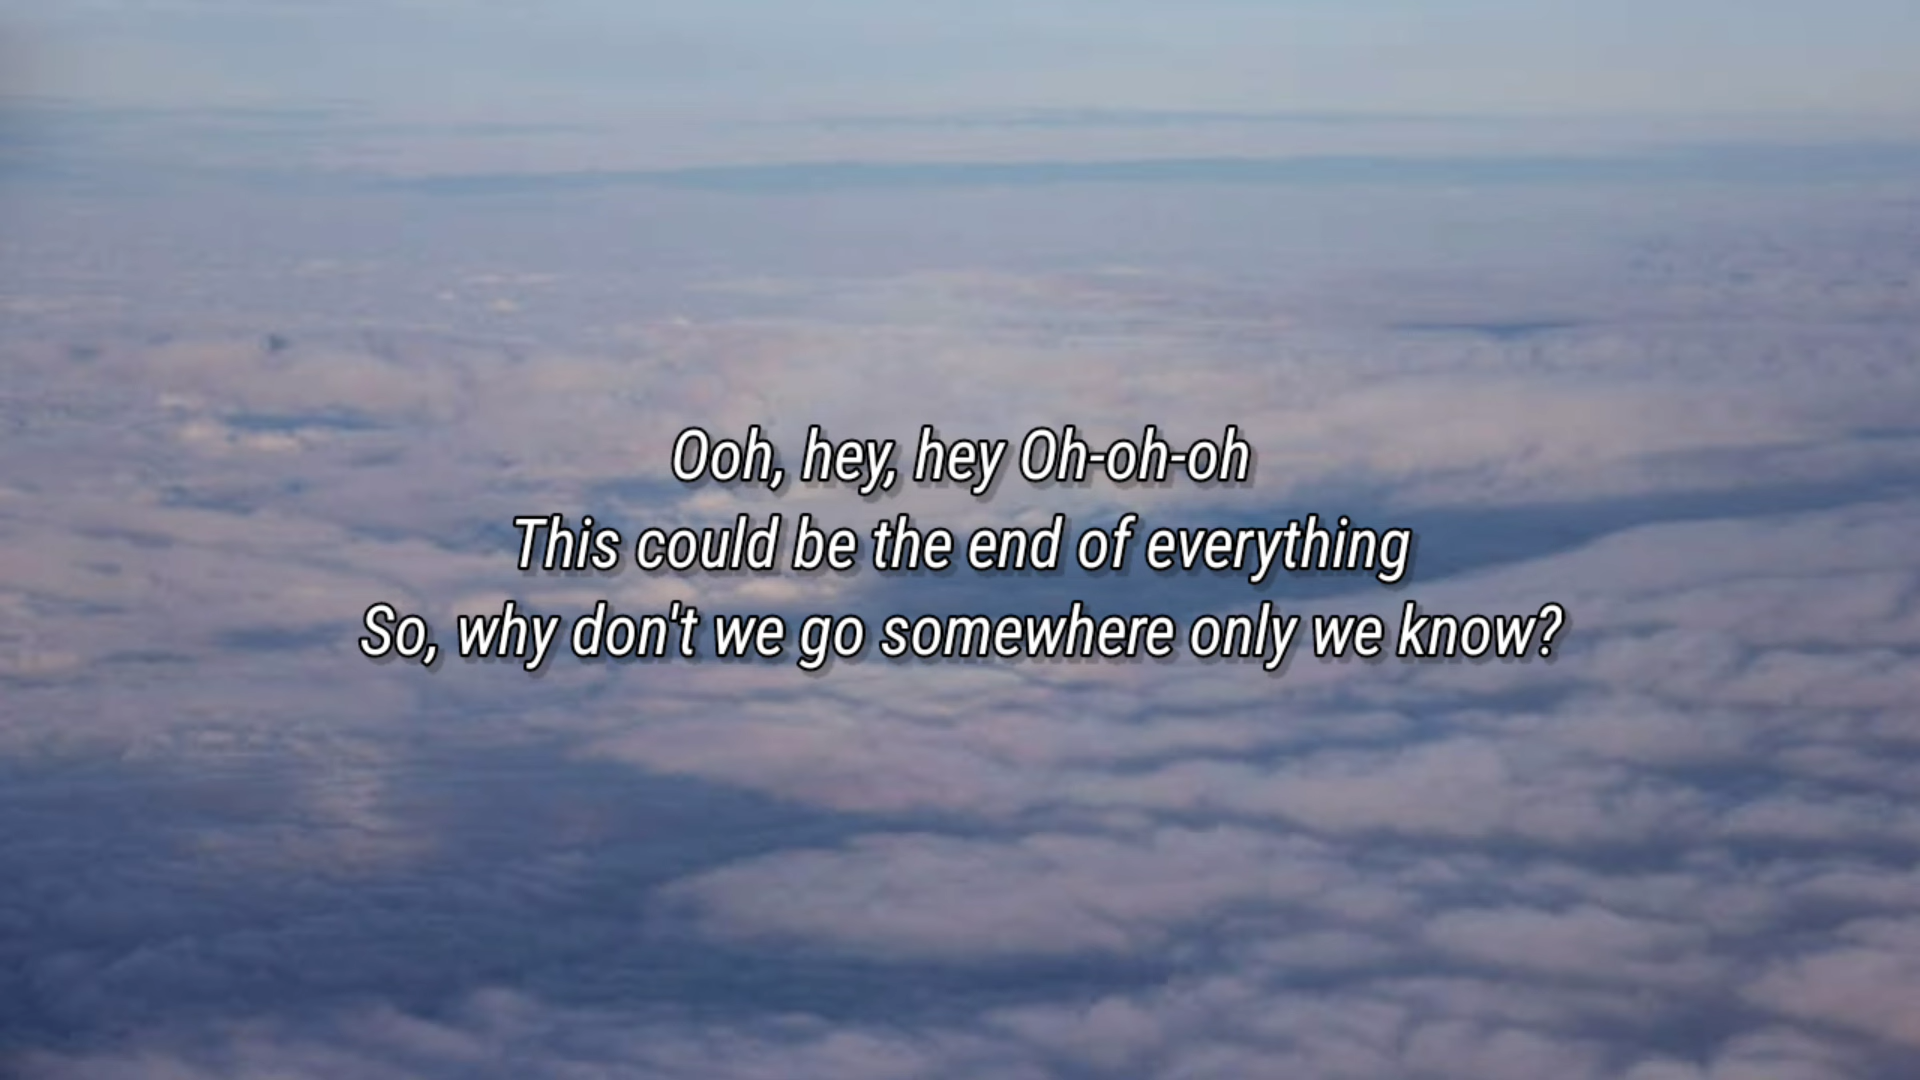 Ooh, hey, hey Oh-oh-oh
This could be the end of everything
So, why don't we go somewhere only we know?